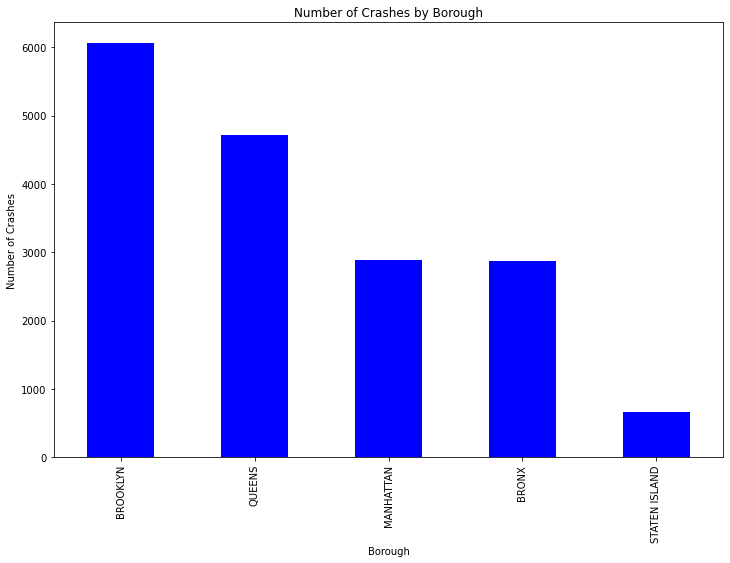 Number of Crashes by Borough
Number of Crashes
6000
5000
4000
3000
2000
1000
0
BROOKLYN
QUEENS
MANHATTAN
BRONX
STATEN ISLAND
Borough